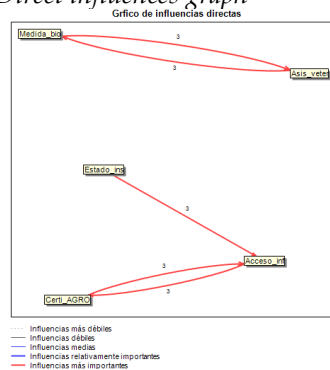 Direct influences graph
Grfico de influencias directas
Medida_bio
3
3
Asis_veter
Estado_ins
3
Acceso_inf
3
3
Certi_AGRO
Influencias más débiles
Influencias débiles
Influencias medias
Influencias relativamente importantes
Influencias más importantes